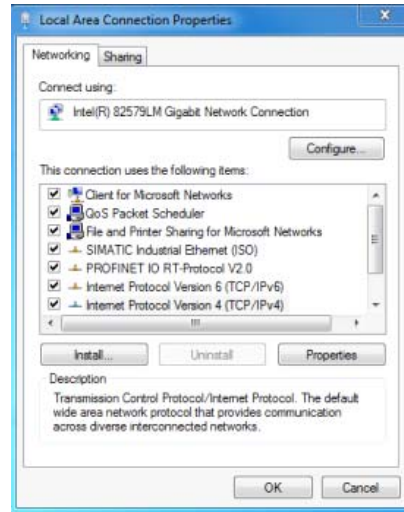 Local Area Connection Properties
Networking Sharing
Connect using:
Intel(R) 82579LM Gigabit Network Connection
Configure...
This connection uses the following items:
Client for Microsoft Networks
QoS Packet Scheduler
File and Printer Sharing for Microsoft Networks
SIMATIC Industrial Ethernet (ISO)
PROFINET IO RT-Protocol V2.0
Internet Protocol Version 6 (TCP/IPv6)
Internet Protocol Version 4 (TCP/IPv4)
Install... Uninstall Properties
Description
Transmission Control Protocol/Internet Protocol. The default
wide area network protocol that provides communication
across diverse interconnected networks.
OK Cancel